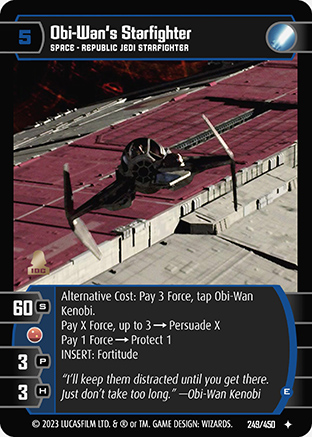 5 Obi-Wan's Starfighter
SPACE - REPUBLIC JEDI STARFIGHTER
100
60 S
Alternative Cost: Pay 3 Force, tap Obi-Wan
Kenobi.
Pay X Force, up to 3 → Persuade X
Pay 1 Force → Protect 1
INSERT: Fortitude
3 P
3 H
“I'll keep them distracted until you get there.
Just don't take too long.” —Obi-Wan Kenobi
E
© 2023 LUCASFILM LTD. & ® or TM. GAME DESIGN: WIZARDS. 249/450